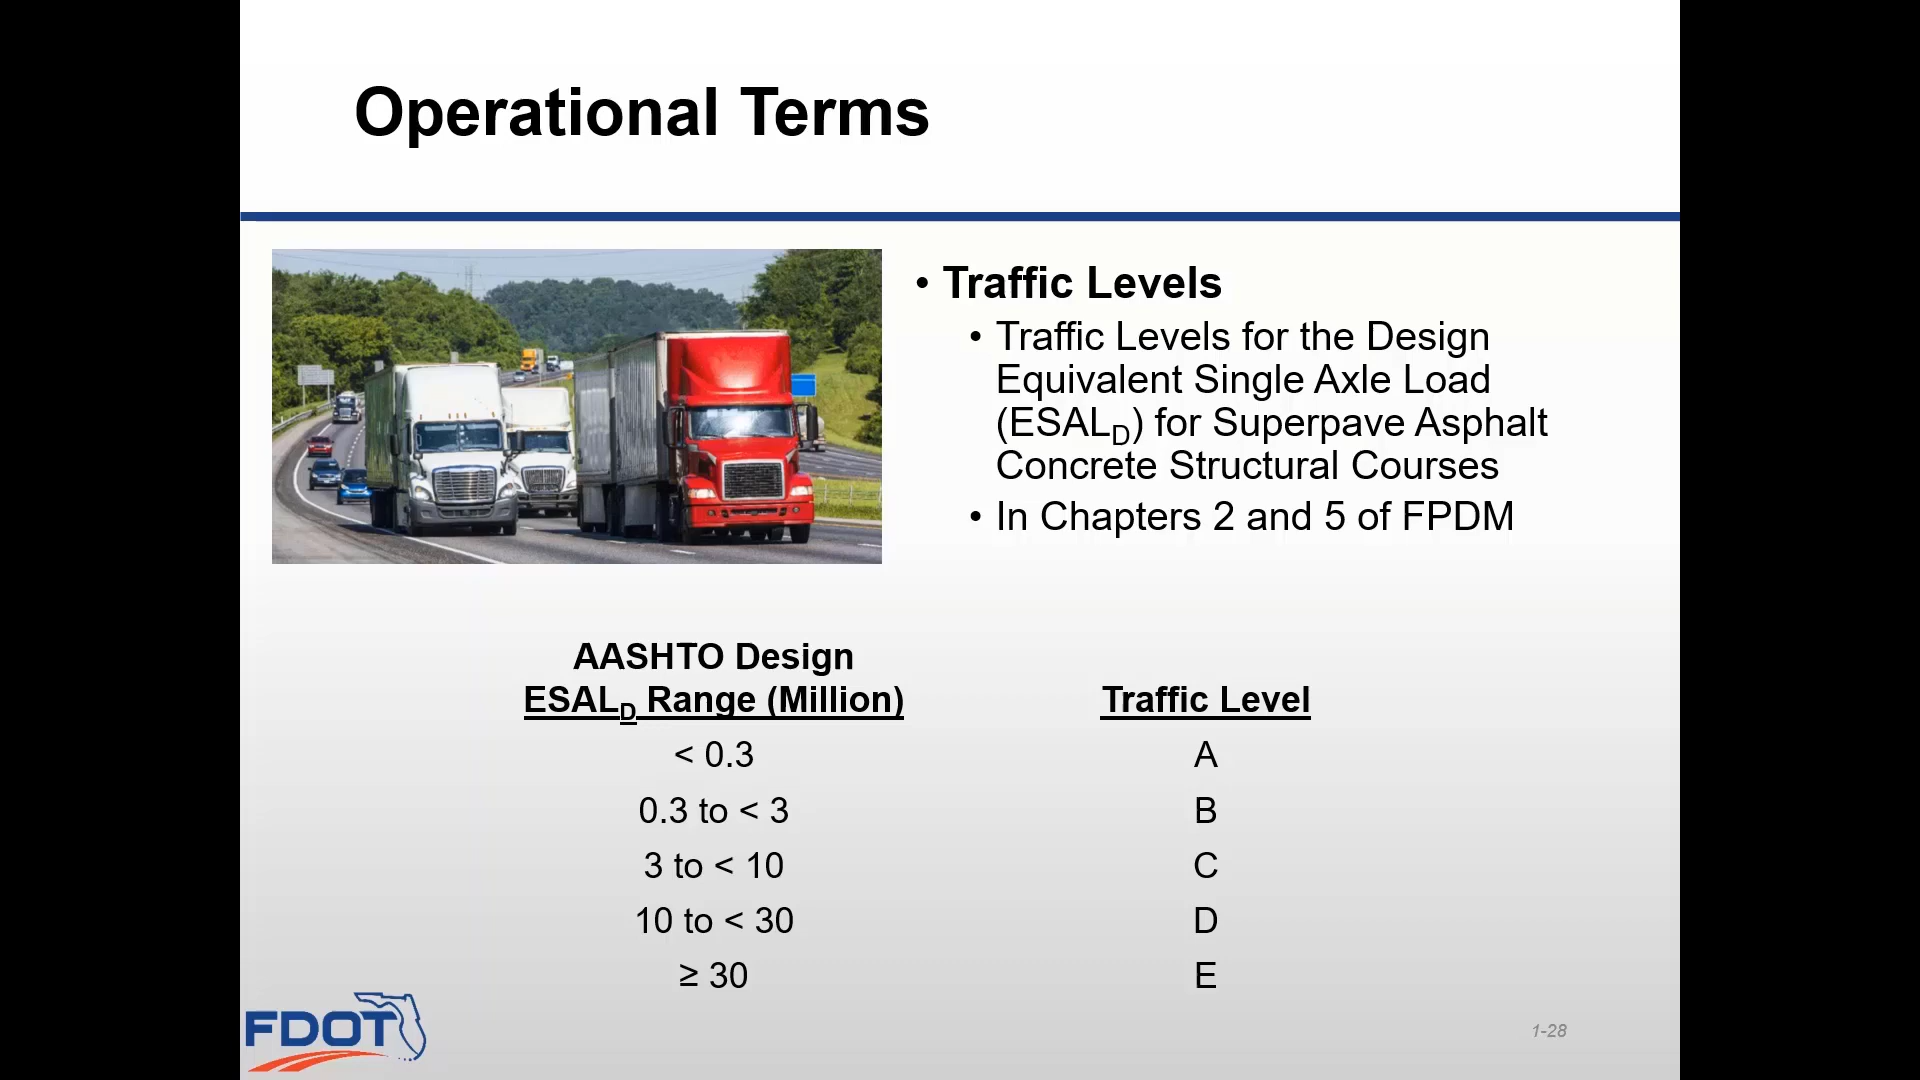 Operational Terms
• Traffic Levels
• Traffic Levels for the Design
Equivalent Single Axle Load
(ESALD) for Superpave Asphalt
Concrete Structural Courses
• In Chapters 2 and 5 of FPDM
AASHTO Design
ESALD Range (Million) Traffic Level
< 0.3 A
0.3 to < 3 B
3 to < 10 C
10 to < 30 D
≥ 30 E
FDOT
1-28